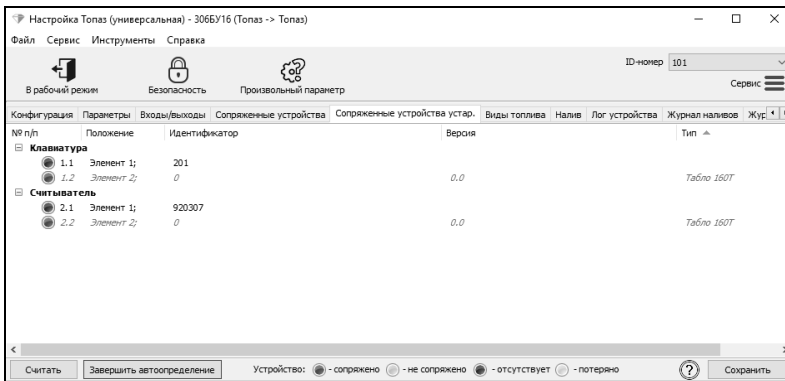 Настройка Топаз (универсальная) - 306БУ16 (Топаз -> Топаз)
Файл Сервис Инструменты Справка
ID-номер 101
В рабочий режим Безопасность Произвольный параметр Сервис
Конфигурация Параметры Входы/выходы Сопряженные устройства Сопряженные устройства устар. Виды топлива Налив Лог устройства Журнал наливов Жур
№ п/п Положение Идентификатор Версия Тип
Клавиатура
1.1 Элемент 1; 201
1.2 Элемент 2; 0 0.0 Табло 160Т
Считыватель
2.1 Элемент 1; 920307
2.2 Элемент 2; 0 0.0 Табло 160Т
Считать Завершить автоопределение Устройство: - сопряжено - не сопряжено - отсутствует - потеряно ? Сохранить